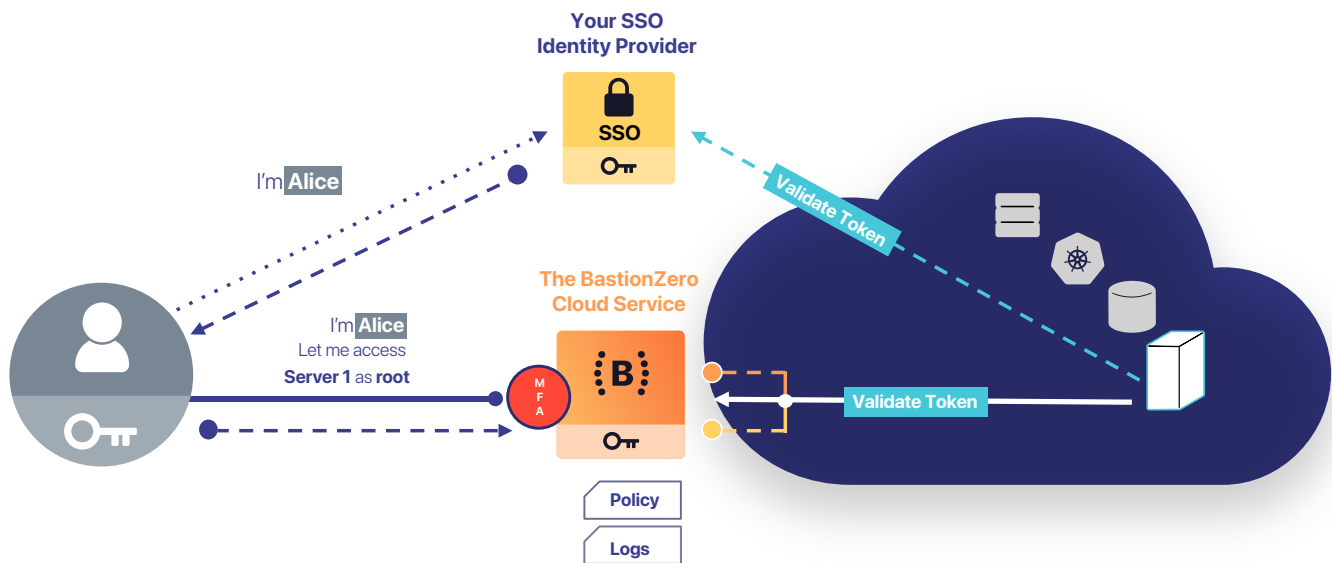 Your SSO
Identity Provider
SSO
I'm Alice
Validate Token
The BastionZero
Cloud Service
I'm Alice
Let me access
Server 1 as root
M
F
A
B
Validate Token
Policy
Logs